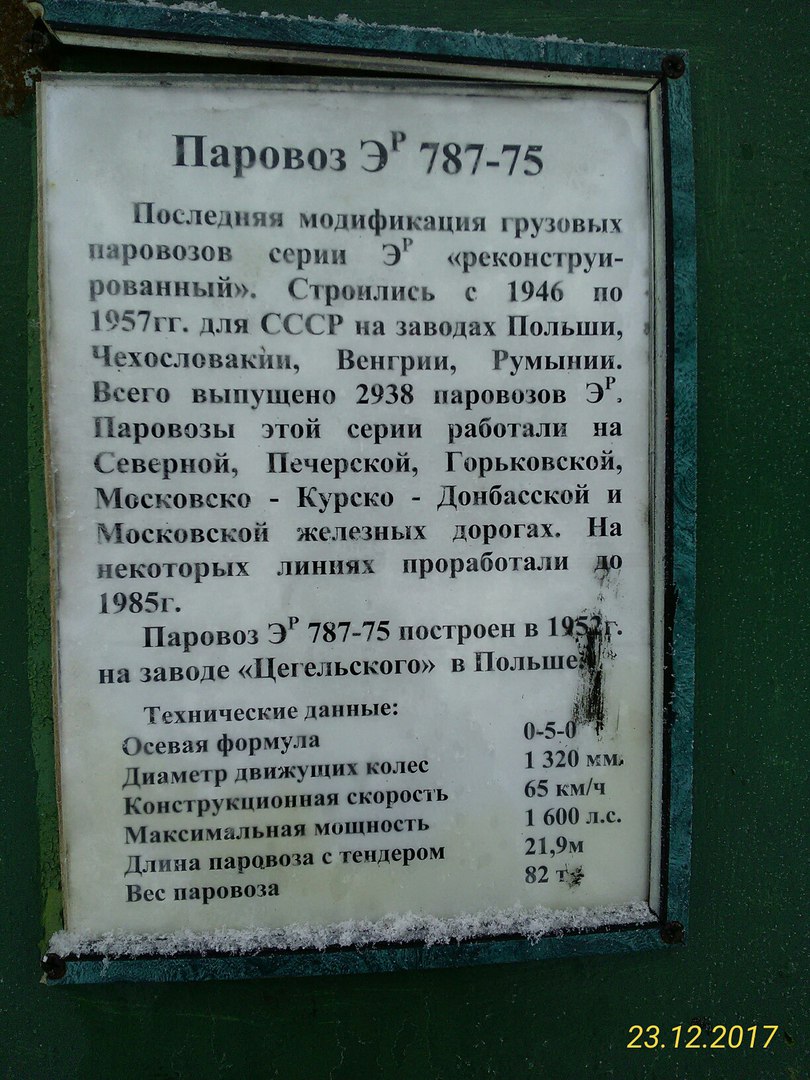 Паровоз ЭР 787-75
Последняя модификация грузовых
паровозов серии ЭР «реконструи-
рованный». Строились с 1946 по
1957гг. для СССР на заводах Польши,
Чехословакии, Венгрии, Румынии.
Всего выпущено 2938 паровозов ЭР.
Паровозы этой серии работали на
Северной, Печерской, Горьковской,
Московско - Курско - Донбасской и
Московской железных дорогах. На
некоторых линиях проработали до
1985г.
Паровоз ЭР 787-75 построен в 1952г.
на заводе «Цегельского» в Польше.
Технические данные:
Осевая формула 0-5-0
Диаметр движущих колес 1 320 мм.
Конструкционная скорость 65 км/ч
Максимальная мощность 1 600 л.с.
Длина паровоза с тендером 21,9м
Вес паровоза 82 т
23.12.2017